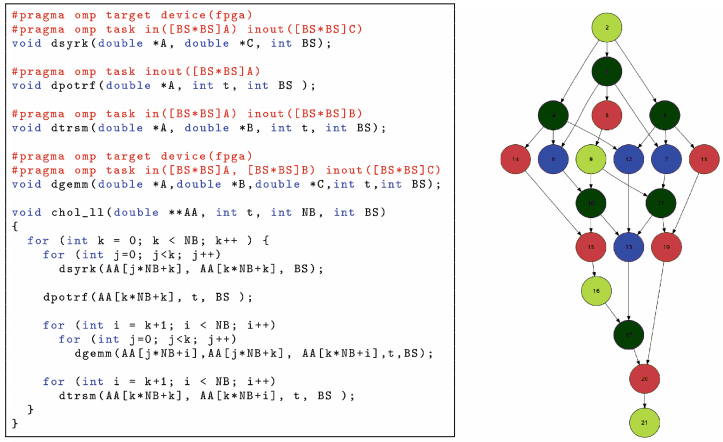 #pragma omp target device(fpga)
#pragma omp task in([BS*BS]A) inout([BS*BS]C)
void dsyrk(double *A, double *C, int BS);
#pragma omp task inout([BS*BS]A)
void dpotrf(double *A, int t, int BS );
#pragma omp task in([BS*BS]A) inout([BS*BS]B)
void dtrsm(double *A, double *B, int t, int BS);
#pragma omp target device(fpga)
#pragma omp task in([BS*BS]A, [BS*BS]B) inout([BS*BS]C)
void dgemm(double *A,double *B,double *C,int t,int BS);
void chol_ll(double **AA, int t, int NB, int BS)
{
for (int k = 0; k < NB; k++ ) {
for (int j=0; j<k; j++)
dsyrk(AA[j*NB+k], AA[k*NB+k], BS);
dpotrf(AA[k*NB+k], t, BS );
for (int i = k+1; i < NB; i++)
for (int j=0; j<k; j++)
dgemm(AA[j*NB+i],AA[j*NB+k], AA[k*NB+i],t,BS);
for (int i = k+1; i < NB; i++)
dtrsm(AA[k*NB+k], AA[k*NB+i], t, BS );
}
}
2
8
14
6
9
12
7
18
15
13
19
16
20
21